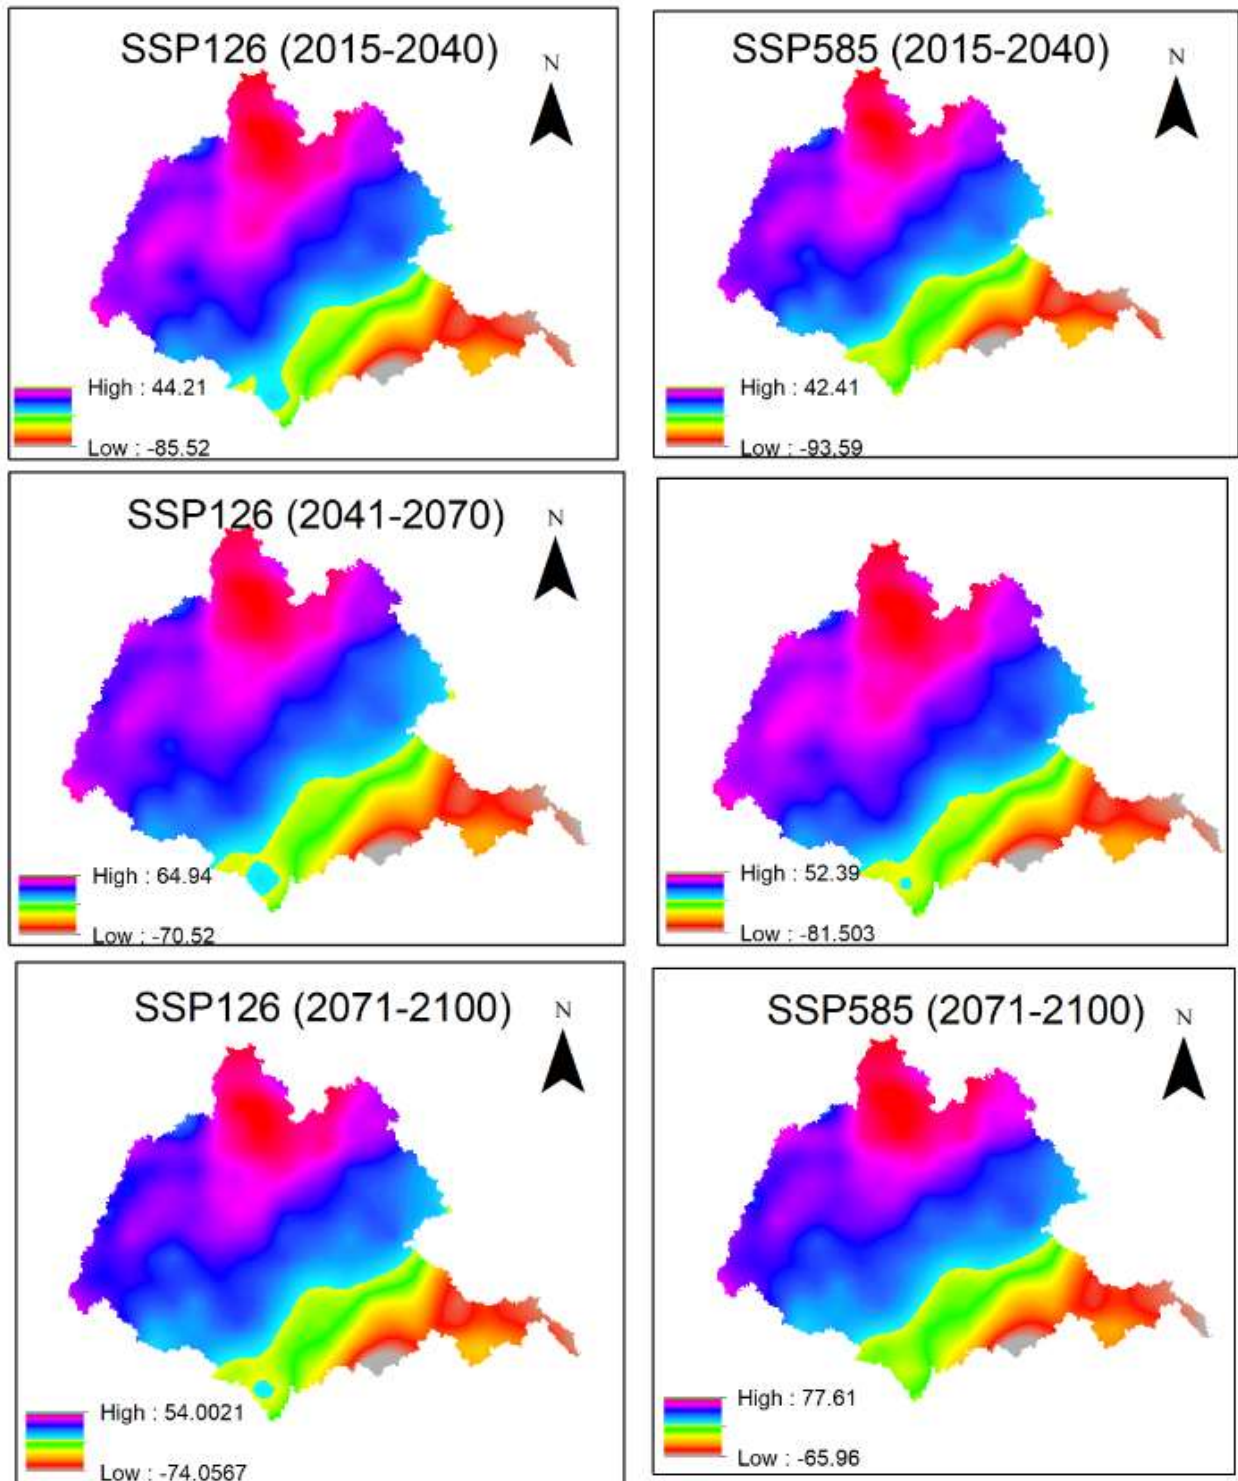 SSP126 (2015-2040)
N
High : 44.21
Low : -85.52
SSP585 (2015-2040)
N
High : 42.41
Low : -93.59
SSP126 (2041-2070)
N
High : 64.94
Low : -70.52
High : 52.39
Low : -81.503
SSP126 (2071-2100)
N
High : 54.0021
Low : -74.0567
SSP585 (2071-2100)
N
High : 77.61
Low : -65.96